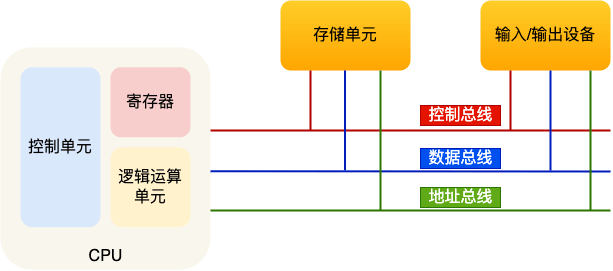 存储单元
输入/输出设备
控制单元
寄存器
逻辑运算
单元
CPU
控制总线
数据总线
地址总线